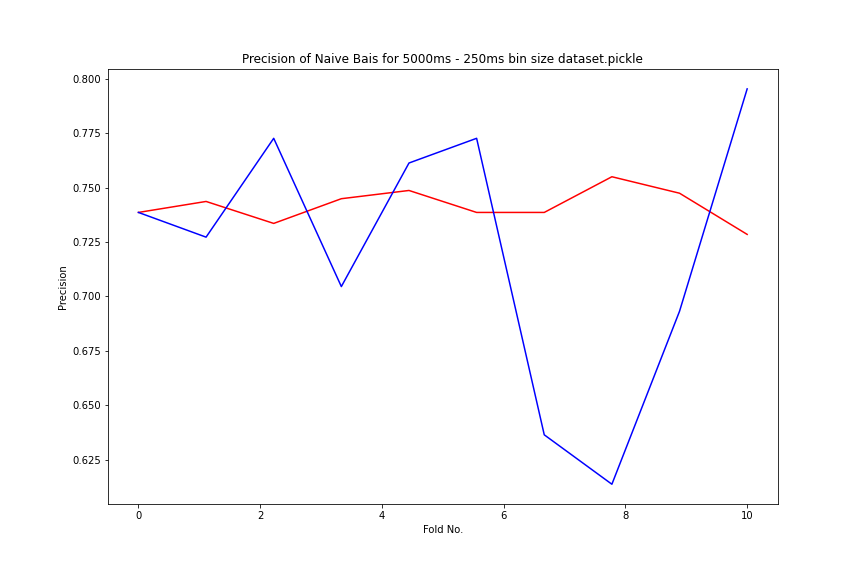 Precision of Naive Bais for 5000ms - 250ms bin size dataset.pickle
0.800
0.775
0.750
0.725
0.700
0.675
0.650
0.625
Precision
0 2 4 6 8 10
Fold No.